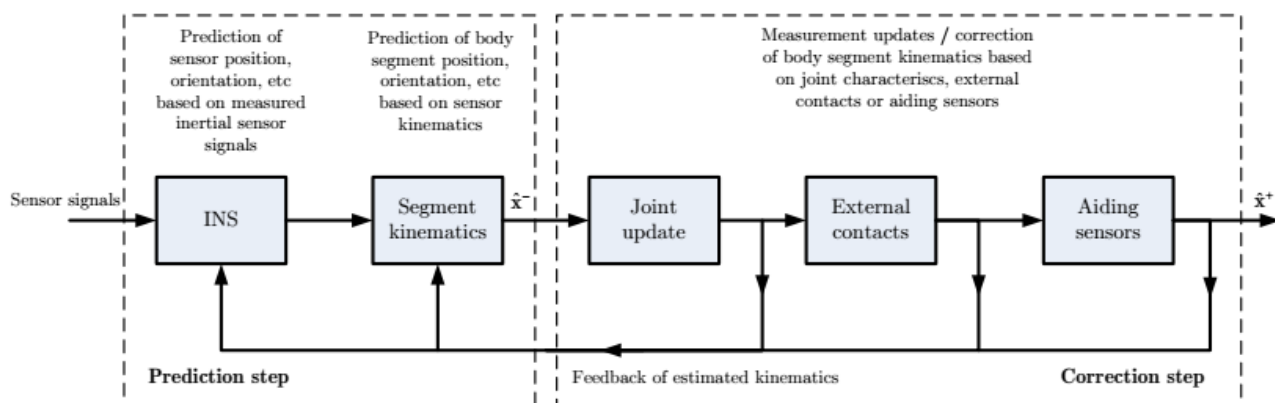 Prediction of
sensor position,
orientation, etc
based on measured
inertial sensor
signals
Prediction of body
segment position,
orientation, etc
based on sensor
kinematics
Measurement updates / correction
of body segment kinematics based
on joint characteriscs, external
contacts or aiding sensors
Sensor signals
INS
Segment
kinematics
x̂⁻
Joint
update
External
contacts
Aiding
sensors
x̂⁺
Prediction step
Feedback of estimated kinematics
Correction step